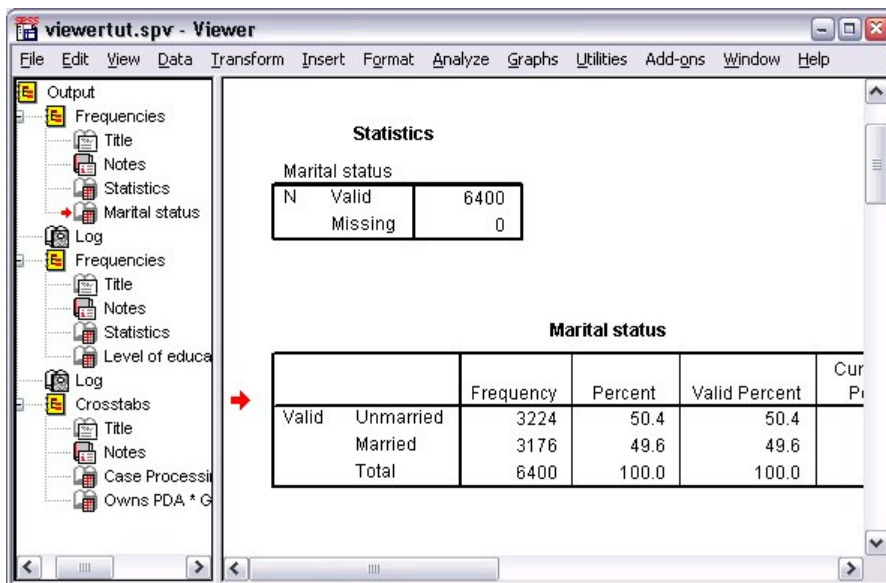 viewertut.spv - Viewer
File Edit View Data Transform Insert Format Analyze Graphs Utilities Add-ons Window Help
Output
Frequencies
Title
Notes
Statistics
Marital status
Log
Frequencies
Title
Notes
Statistics
Level of educa
Log
Crosstabs
Title
Notes
Case Processi
Owns PDA * G
Statistics
Marital status
N Valid 6400
Missing 0
Marital status
Cur
Frequency Percent Valid Percent P
Valid Unmarried 3224 50.4 50.4
Married 3176 49.6 49.6
Total 6400 100.0 100.0